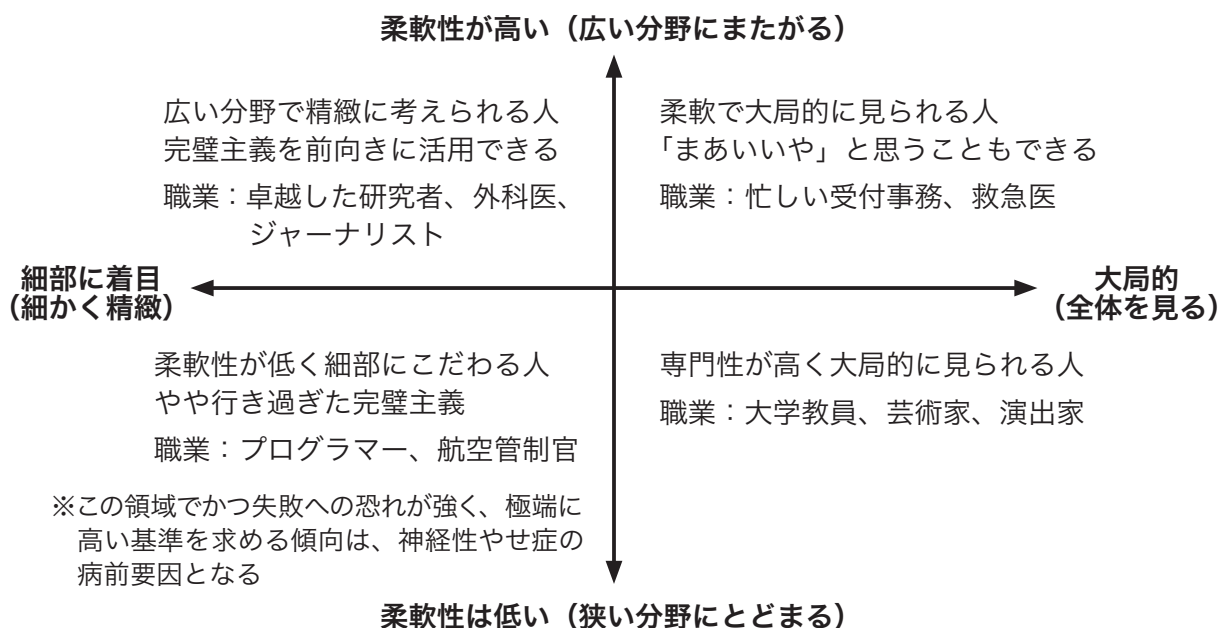 柔軟性が高い（広い分野にまたがる）
広い分野で精緻に考えられる人
完璧主義を前向きに活用できる
職業：卓越した研究者、外科医、
ジャーナリスト
柔軟で大局的に見られる人
「まあいいや」と思うこともできる
職業：忙しい受付事務、救急医
細部に着目
（細かく精緻）
大局的
（全体を見る）
柔軟性が低く細部にこだわる人
やや行き過ぎた完璧主義
職業：プログラマー、航空管制官
※この領域でかつ失敗への恐れが強く、極端に
高い基準を求める傾向は、神経性やせ症の
病前要因となる
専門性が高く大局的に見られる人
職業：大学教員、芸術家、演出家
柔軟性は低い（狭い分野にとどまる）